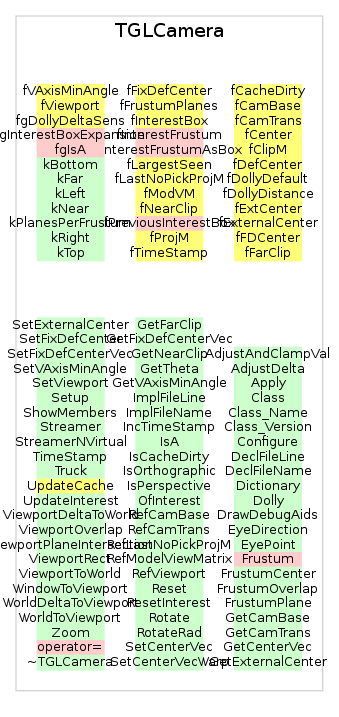 TGLCamera
fVAxisMinAngle
fViewport
fgDollyDeltaSens
gInterestBoxExpansion
fgIsA
kBottom
kFar
kLeft
kNear
kPlanesPerFrustum
kRight
kTop
fFixDefCenter
fFrustumPlanes
fInterestBox
fInterestFrustum
nterestFrustumAsBox
fLargestSeen
fLastNoPickProjM
fModVM
fNearClip
fPreviousInterestBox
fProjM
fTimeStamp
fCacheDirty
fCamBase
fCamTrans
fCenter
fClipM
fDefCenter
fDollyDefault
fDollyDistance
fExtCenter
fExternalCenter
fFDCenter
fFarClip
SetExternalCenter
SetFixDefCenter
SetFixDefCenterVec
SetVAxisMinAngle
SetViewport
Setup
ShowMembers
Streamer
StreamerNVirtual
TimeStamp
Truck
UpdateCache
UpdateInterest
ViewportDeltaToWorld
ViewportOverlap
ewportPlaneIntersection
ViewportRect
ViewportToWorld
WindowToViewport
WorldDeltaToViewport
WorldToViewport
Zoom
operator=
~TGLCamera
GetFarClip
GetFixDefCenterVec
GetNearClip
GetTheta
GetVAxisMinAngle
ImplFileLine
ImplFileName
IncTimeStamp
IsA
IsCacheDirty
IsOrthographic
IsPerspective
OfInterest
RefCamBase
RefCamTrans
RefLastNoPickProjM
RefModelViewMatrix
RefViewport
Reset
ResetInterest
Rotate
RotateRad
SetCenterVec
SetCenterVecWarp
AdjustAndClampVal
AdjustDelta
Apply
Class
Class_Name
Class_Version
Configure
DeclFileLine
DeclFileName
Dictionary
Dolly
DrawDebugAids
EyeDirection
EyePoint
Frustum
FrustumCenter
FrustumOverlap
FrustumPlane
GetCamBase
GetCamTrans
GetCenterVec
GetExternalCenter